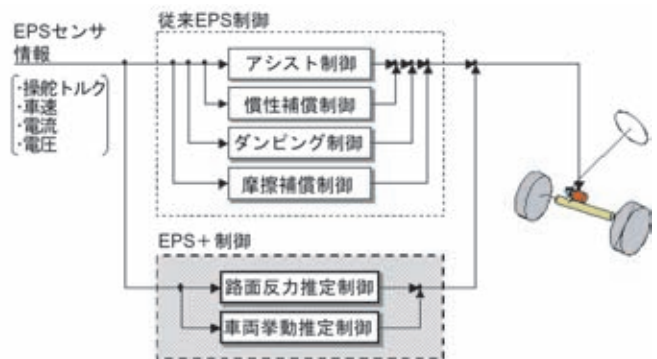 従来EPS制御
EPSセンサ
情報
・操舵トルク
・車速
・電流
・電圧
アシスト制御
慣性補償制御
ダンピング制御
摩擦補償制御
EPS+制御
路面反力推定制御
車両挙動推定制御